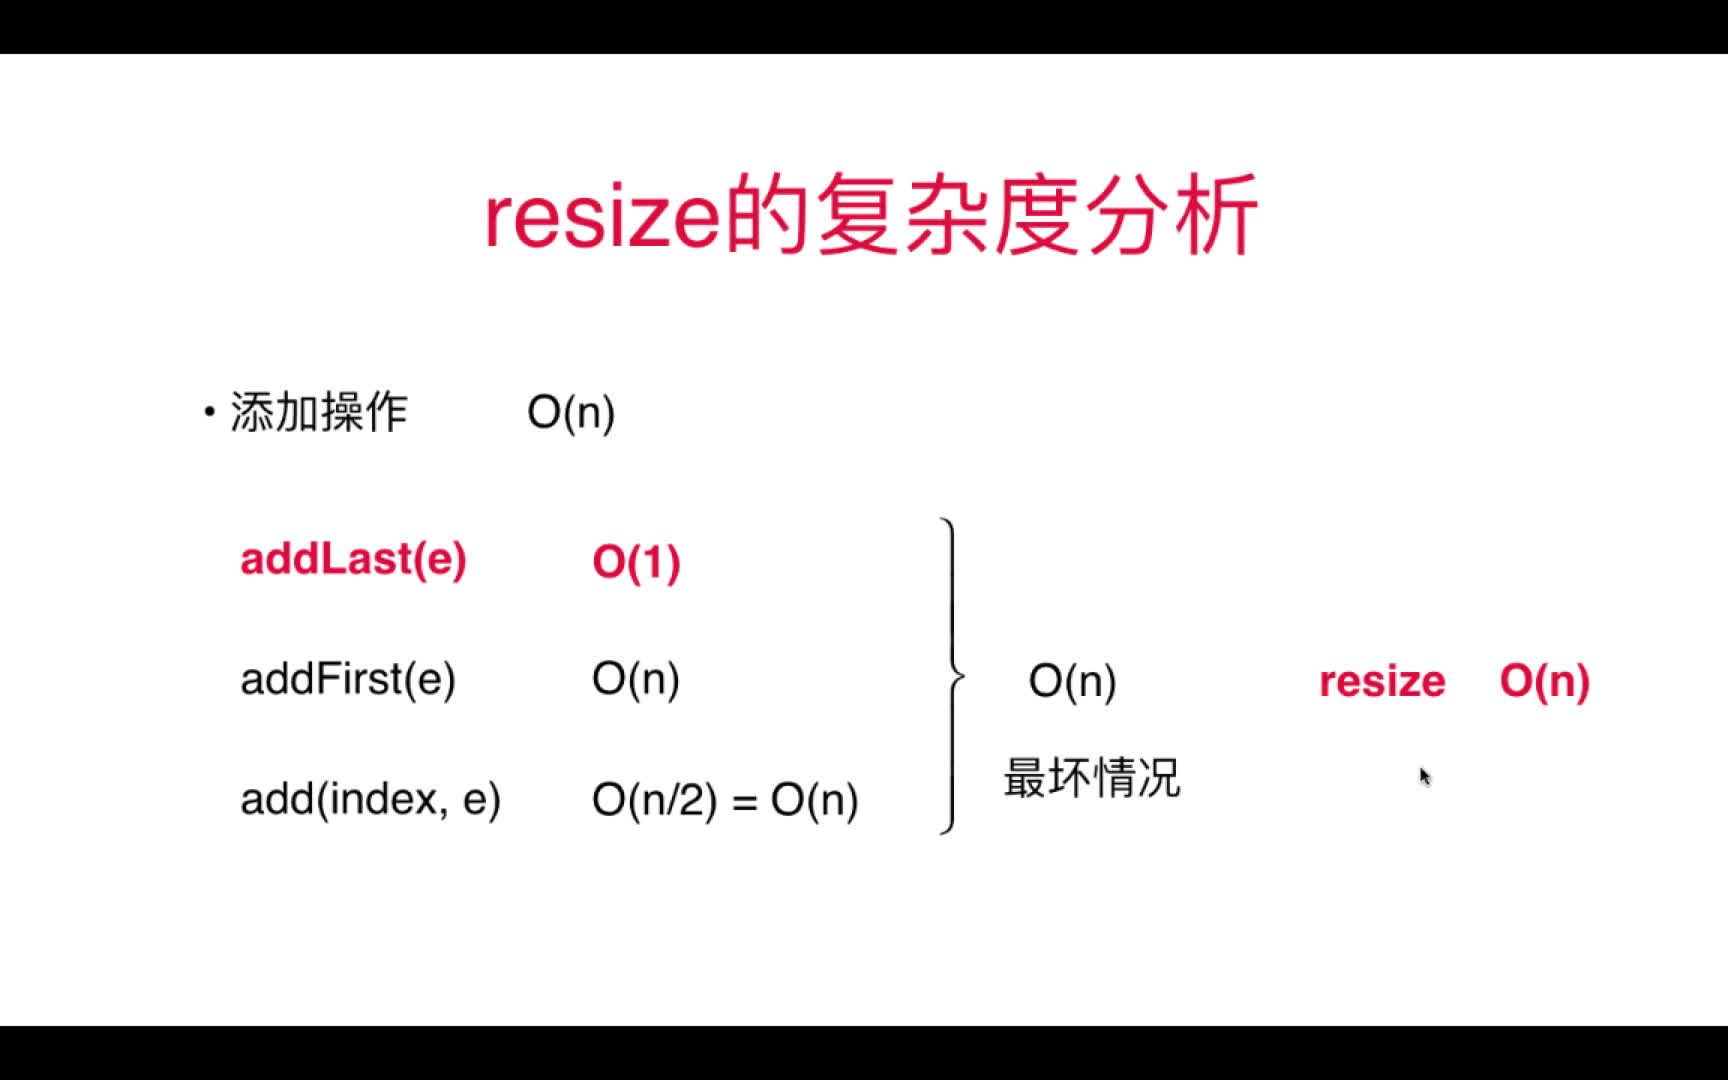 resize的复杂度分析
• 添加操作 O(n)
addLast(e) O(1)
addFirst(e) O(n)
O(n) resize O(n)
最坏情况
add(index, e) O(n/2) = O(n)